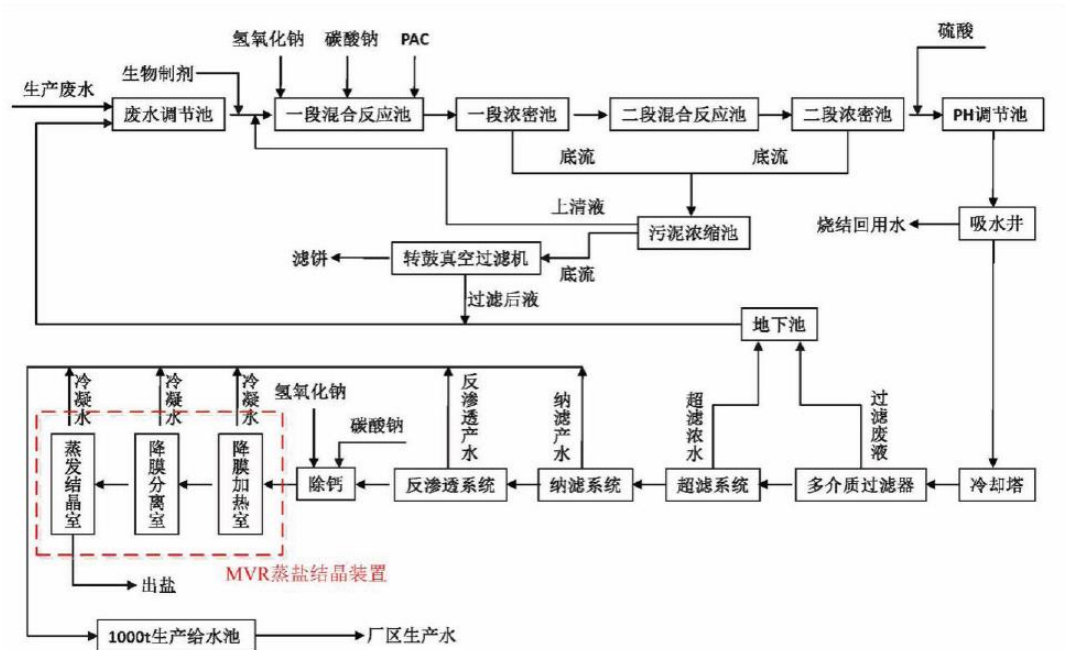 氢氧化钠
碳酸钠
PAC
硫酸
生产废水
生物制剂
废水调节池
一段混合反应池
一段浓密池
二段混合反应池
二段浓密池
PH调节池
底流
底流
上清液
污泥浓缩池
烧结回用水
吸水井
滤饼
转鼓真空过滤机
底流
过滤后液
地下池
冷凝水
冷凝水
冷凝水
氢氧化钠
碳酸钠
反渗透产水
纳滤产水
超滤浓水
过滤废液
蒸发结晶室
降膜分离室
降膜加热室
除钙
反渗透系统
纳滤系统
超滤系统
多介质过滤器
冷却塔
MVR蒸盐结晶装置
出盐
1000t生产给水池
厂区生产水